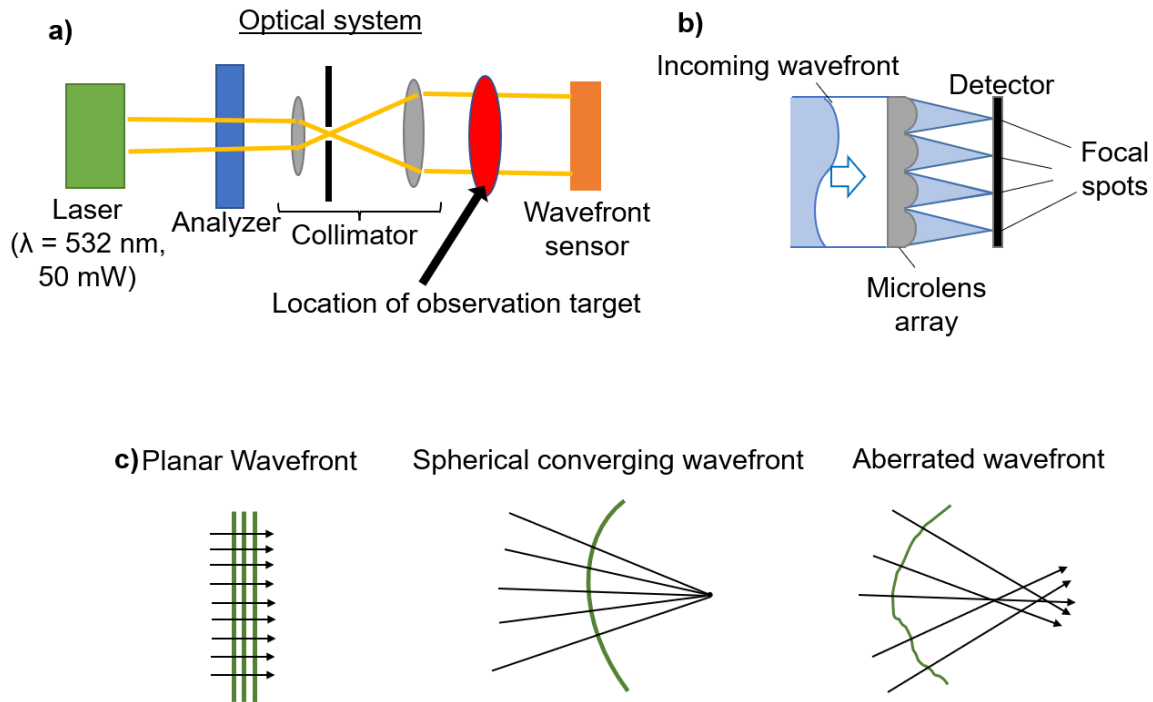 a)
Optical system
Laser
(λ = 532 nm,
50 mW)
Analyzer
Collimator
Wavefront
sensor
Location of observation target
b)
Incoming wavefront
Detector
Focal
spots
Microlens
array
c) Planar Wavefront
Spherical converging wavefront
Aberrated wavefront